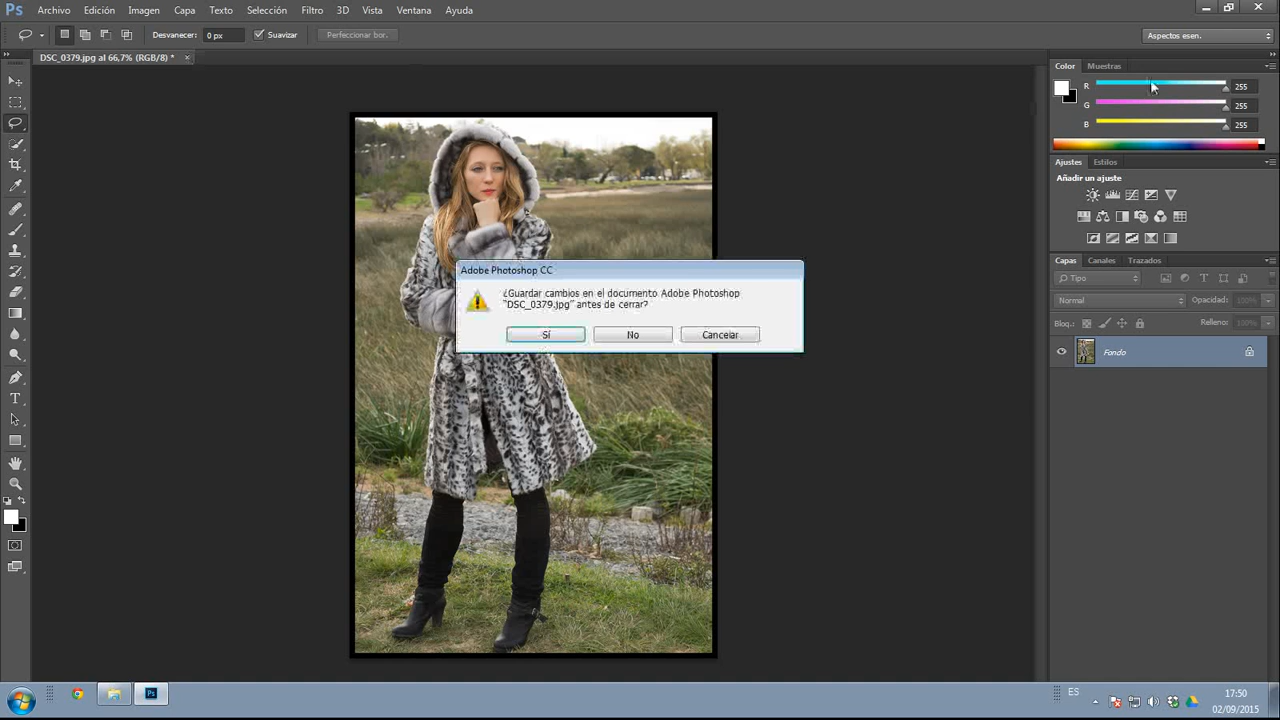 Ps Archivo Edición Imagen Capa Texto Selección Filtro 3D Vista Ventana Ayuda
Desvanecer: 0 px Suavizar Perfeccionar bor. Aspectos esen.
DSC_0379.jpg al 66,7% (RGB/8) * ×
Color Muestras
R 255
G 255
B 255
Ajustes Estilos
Añadir un ajuste
Capas Canales Trazados
Tipo
Normal Opacidad: 100%
Bloq.: Relleno: 100%
Fondo
Adobe Photoshop CC
¿Guardar cambios en el documento Adobe Photoshop
"DSC_0379.jpg" antes de cerrar?
Sí No Cancelar
ES 17:50
02/09/2015